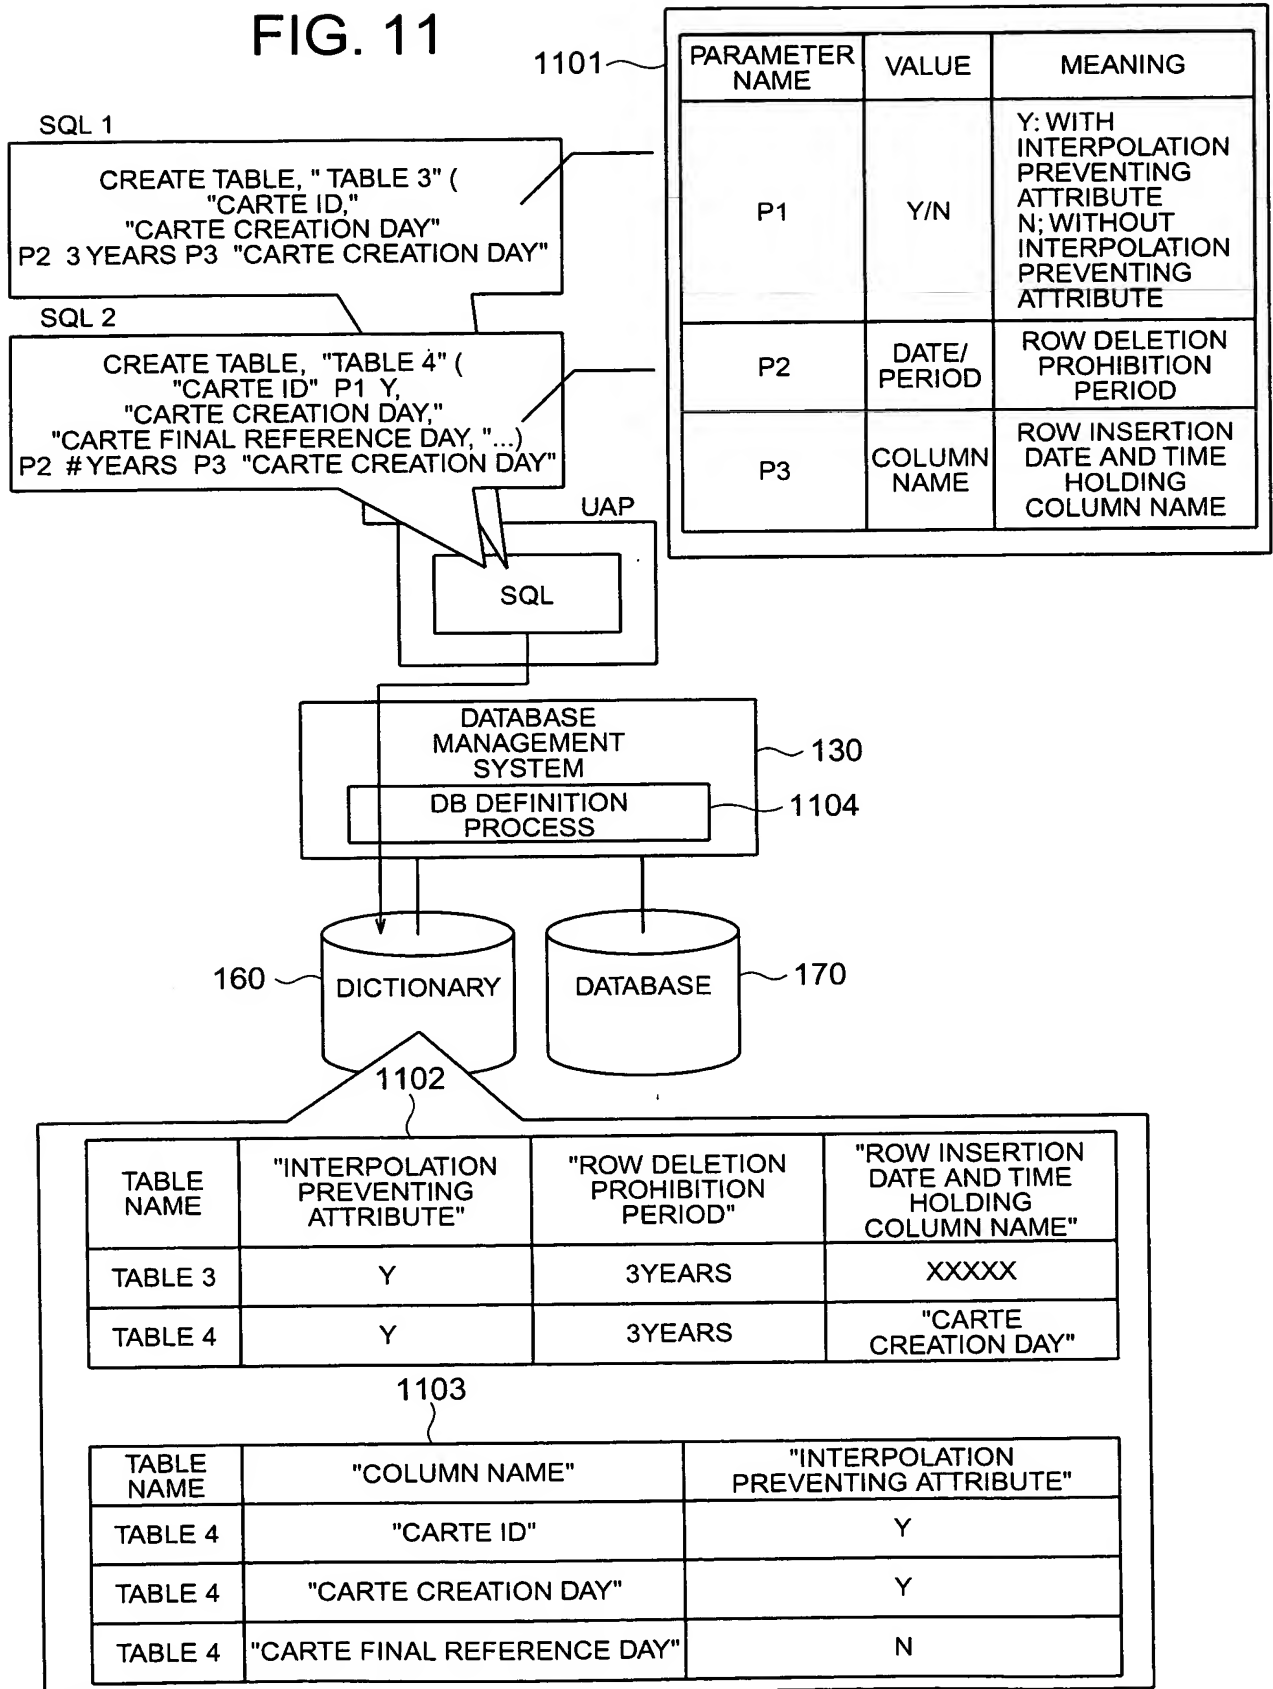 FIG. 11
1101
PARAMETER
NAME
VALUE
MEANING
P1
Y/N
Y: WITH
INTERPOLATION
PREVENTING
ATTRIBUTE
N; WITHOUT
INTERPOLATION
PREVENTING
ATTRIBUTE
P2
DATE/
PERIOD
ROW DELETION
PROHIBITION
PERIOD
P3
COLUMN
NAME
ROW INSERTION
DATE AND TIME
HOLDING
COLUMN NAME
SQL 1
CREATE TABLE, " TABLE 3" (
"CARTE ID,"
"CARTE CREATION DAY"
P2 3 YEARS P3 "CARTE CREATION DAY"
SQL 2
CREATE TABLE, "TABLE 4" (
"CARTE ID" P1 Y,
"CARTE CREATION DAY,"
"CARTE FINAL REFERENCE DAY, "...)
P2 # YEARS P3 "CARTE CREATION DAY"
UAP
SQL
DATABASE
MANAGEMENT
SYSTEM
130
DB DEFINITION
PROCESS
1104
160
DICTIONARY
DATABASE
170
1102
TABLE
NAME
"INTERPOLATION
PREVENTING
ATTRIBUTE"
"ROW DELETION
PROHIBITION
PERIOD"
"ROW INSERTION
DATE AND TIME
HOLDING
COLUMN NAME"
TABLE 3
Y
3YEARS
XXXXX
TABLE 4
Y
3YEARS
"CARTE
CREATION DAY"
1103
TABLE
NAME
"COLUMN NAME"
"INTERPOLATION
PREVENTING ATTRIBUTE"
TABLE 4
"CARTE ID"
Y
TABLE 4
"CARTE CREATION DAY"
Y
TABLE 4
"CARTE FINAL REFERENCE DAY"
N